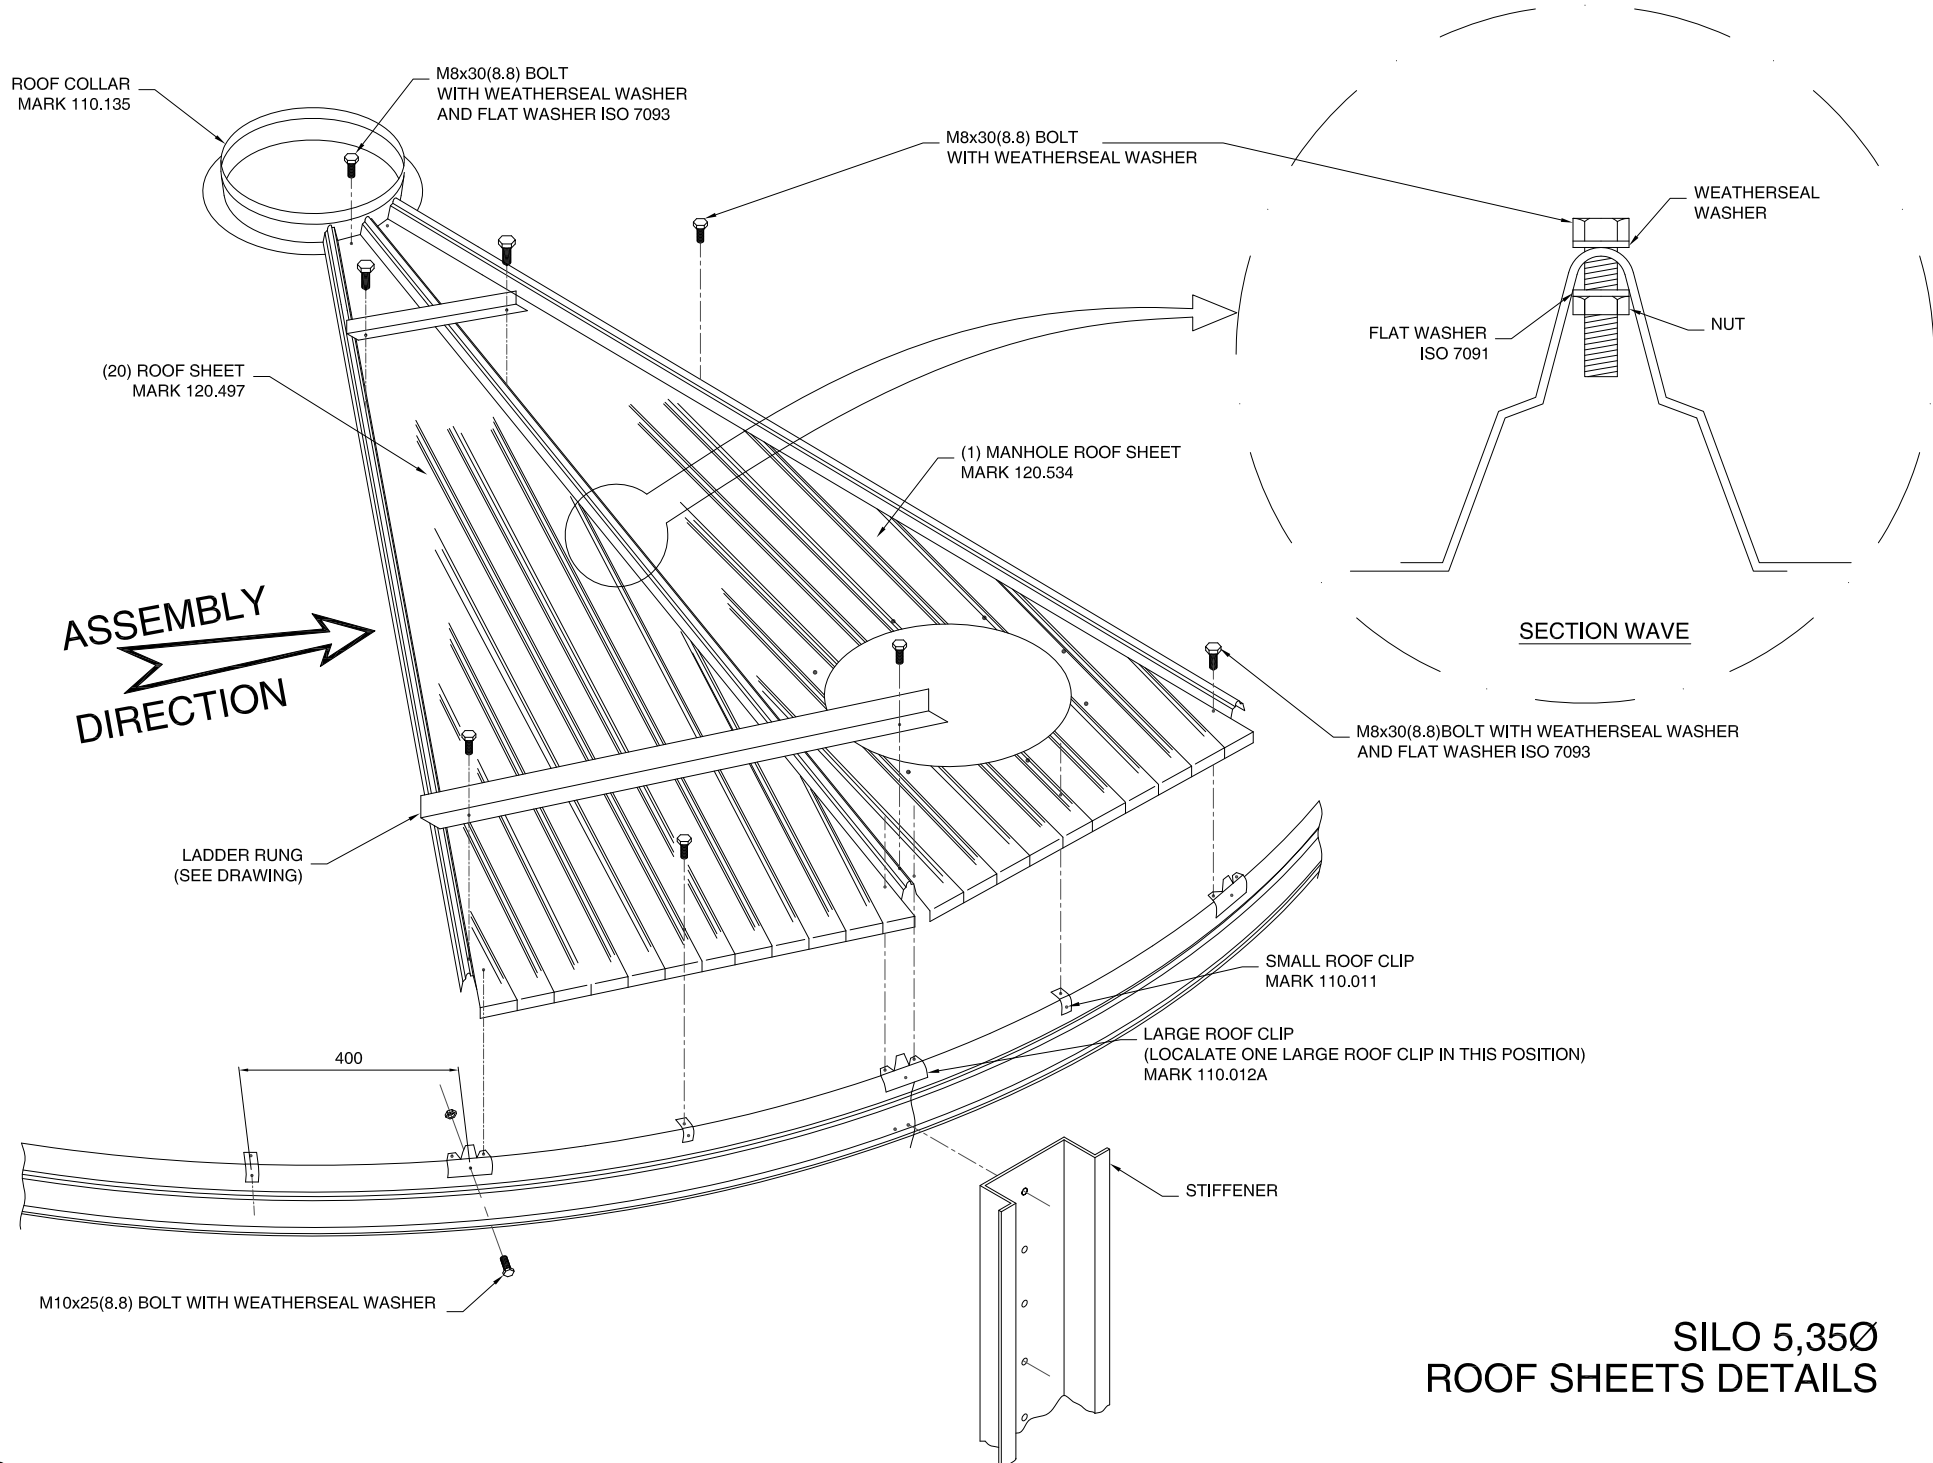 ROOF COLLAR
MARK 110.135
M8x30(8.8) BOLT
WITH WEATHERSEAL WASHER
AND FLAT WASHER ISO 7093
M8x30(8.8) BOLT
WITH WEATHERSEAL WASHER
WEATHERSEAL
WASHER
FLAT WASHER
ISO 7091
NUT
(20) ROOF SHEET
MARK 120.497
(1) MANHOLE ROOF SHEET
MARK 120.534
ASSEMBLY
DIRECTION
SECTION WAVE
M8x30(8.8)BOLT WITH WEATHERSEAL WASHER
AND FLAT WASHER ISO 7093
LADDER RUNG
(SEE DRAWING)
SMALL ROOF CLIP
MARK 110.011
LARGE ROOF CLIP
(LOCALATE ONE LARGE ROOF CLIP IN THIS POSITION)
MARK 110.012A
400
STIFFENER
M10x25(8.8) BOLT WITH WEATHERSEAL WASHER
SILO 5,35Ø
ROOF SHEETS DETAILS